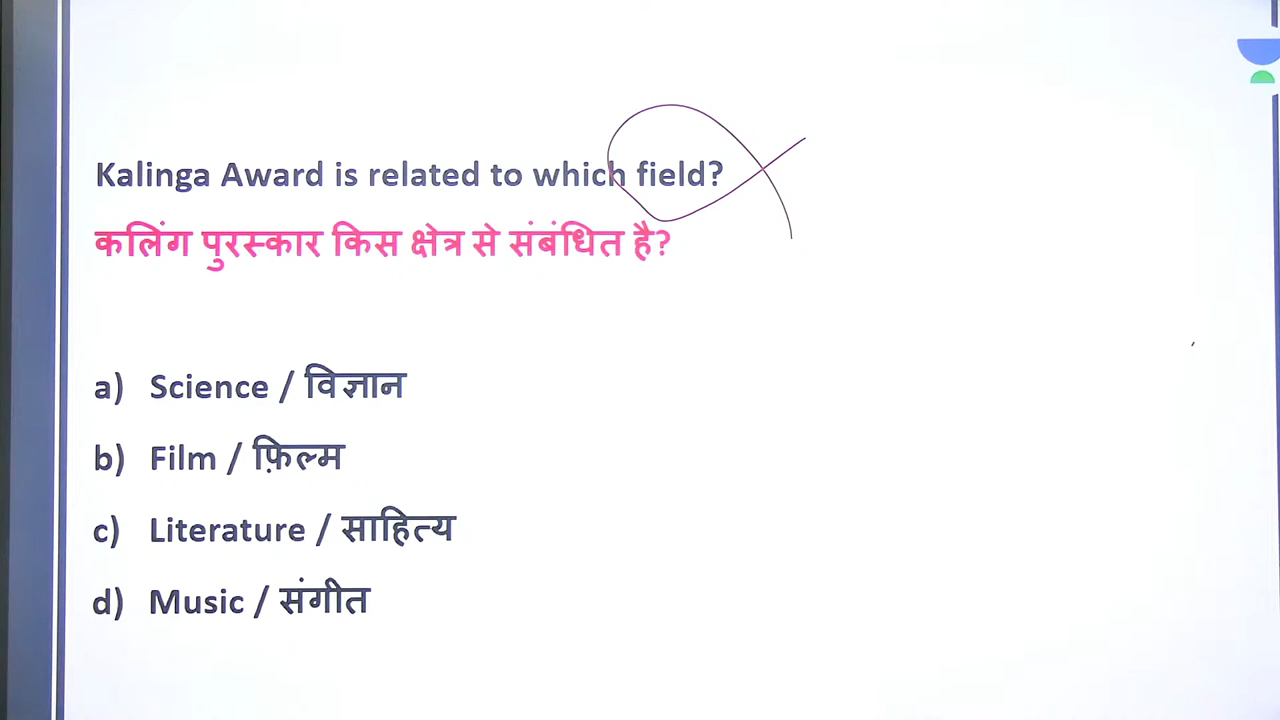 Kalinga Award is related to which field?
कलिंग पुरस्कार किस क्षेत्र से संबंधित है?
a) Science / विज्ञान
b) Film / फ़िल्म
c) Literature / साहित्य
d) Music / संगीत